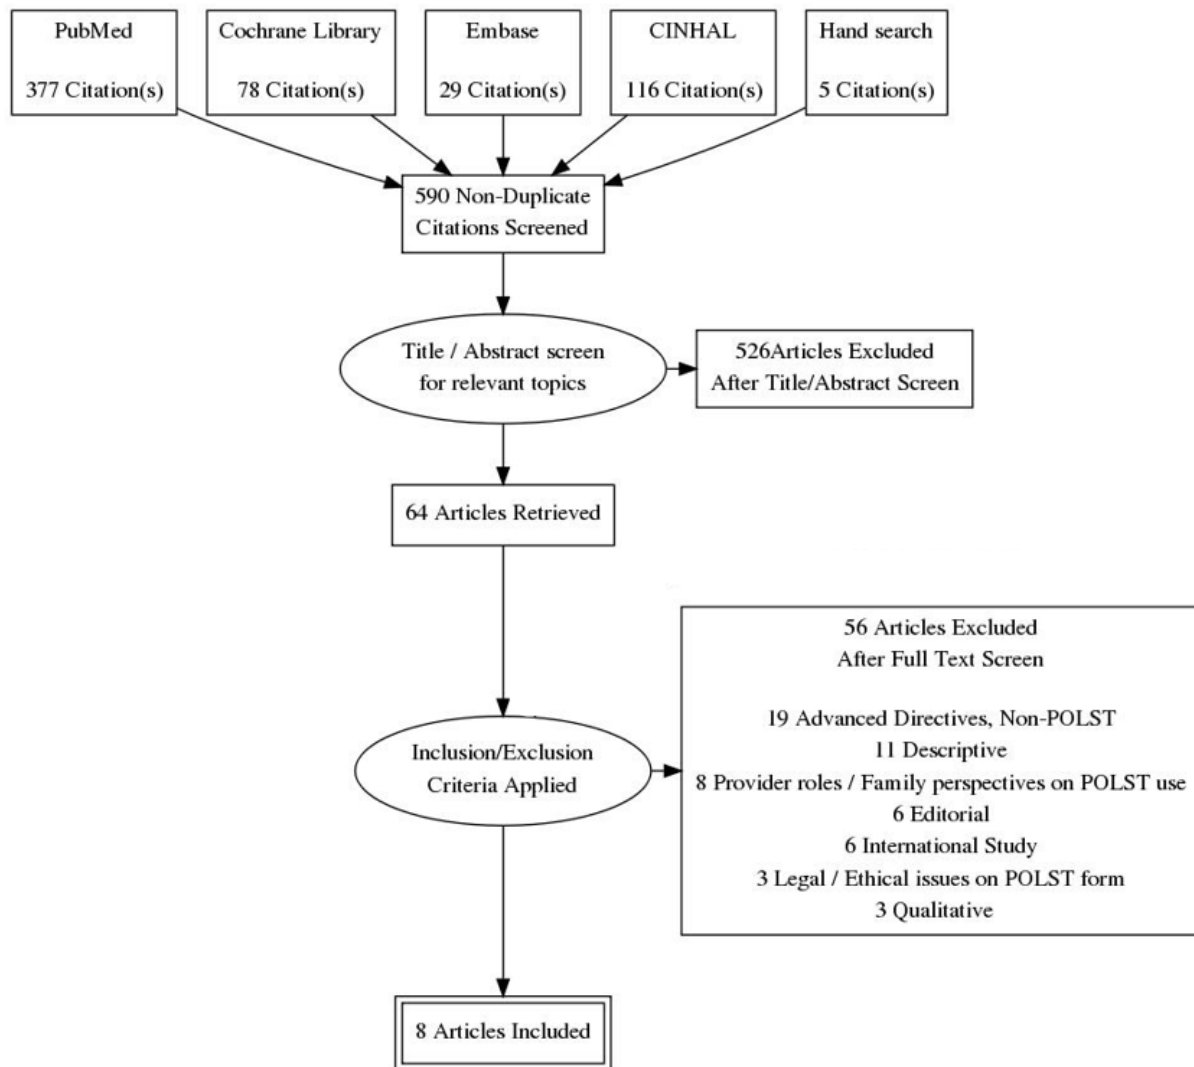 PubMed
377 Citation(s)
Cochrane Library
78 Citation(s)
Embase
29 Citation(s)
CINHAL
116 Citation(s)
Hand search
5 Citation(s)
590 Non-Duplicate
Citations Screened
Title / Abstract screen
for relevant topics
526Articles Excluded
After Title/Abstract Screen
64 Articles Retrieved
56 Articles Excluded
After Full Text Screen
19 Advanced Directives, Non-POLST
11 Descriptive
8 Provider roles / Family perspectives on POLST use
6 Editorial
6 International Study
3 Legal / Ethical issues on POLST form
3 Qualitative
Inclusion/Exclusion
Criteria Applied
8 Articles Included